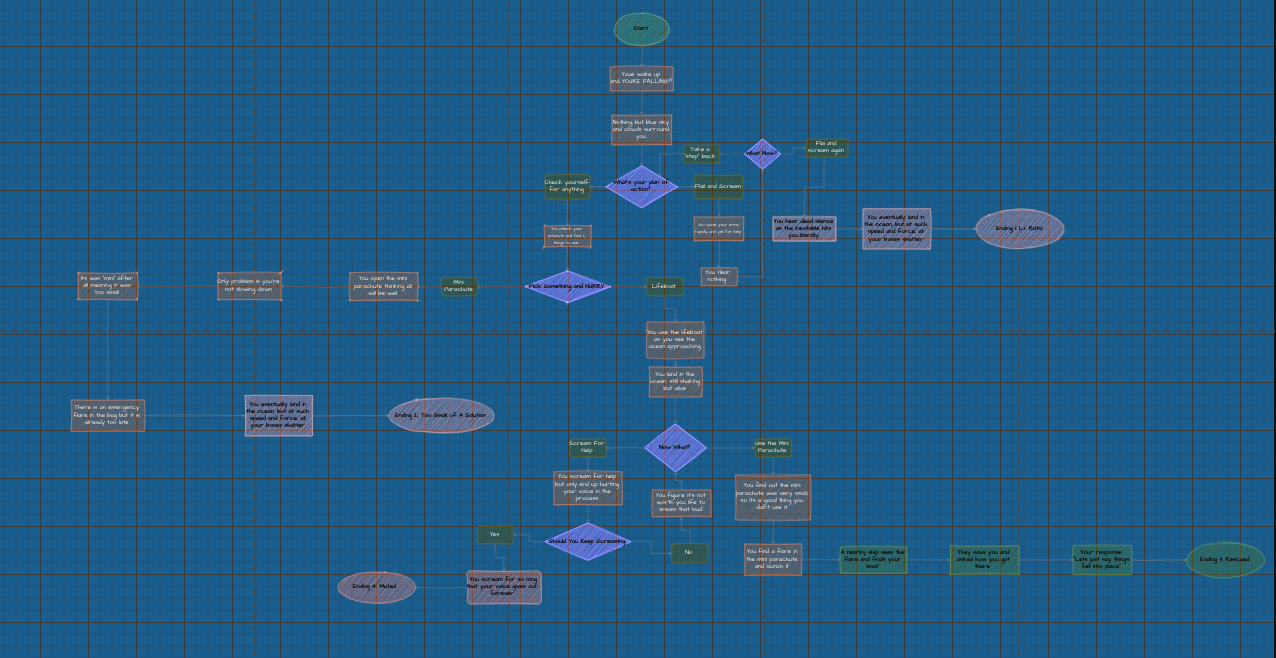 Start
You wake up
and...YOU'RE FALLING!!!
Nothing but blue sky
and clouds surround
you
Take a
"step" back
What Now?
Flail and
scream again
Check yourself
for anything
What's your plan of
action?
Flail and Scream
You check your
pockets and find 2
things to use
You wave your arms
rapidly and yell for help
You hear dead silence
as the inevitable hits
you.literally
You eventually land in
the ocean, but at such
speed and force, all
your bones shatter
Ending 1: L+ Ratio
You Hear
nothing
Its was "mini" after
all meaning it was
too small
Only problem is you're
not slowing down
You open the mini
parachute thinking all
will be well
Mini
Parachute
Pick Something and HURRY
Lifeboat
You use the lifeboat
as you see the
ocean approaching
You land in the
ocean, still shaking
but alive
There is an emergency
flare in the bag but it is
already too late
You eventually land in
the ocean, but at such
speed and force, all
your bones shatter
Ending 2: Too Small of A Solution
Scream For
Help
Now What?
Use the Mini
Parachute
You scream for help
but only end up hurting
your voice in the
process
You figure it's not
worth you life to
sream that loud
You find out the mini
parachute was very small,
so its a good thing you
didn't use it
Yes
Should You Keep Screaming
No
You find a flare in
the mini parachute
and launch it
A nearby ship sees the
flare and finds your
boat
They save you and
asked how you got
there
Your response:
"Lets just say things
fell into place"
Ending 3: Rescued
Ending 4: Muted
You scream for so long
that your voice gives out...
forever